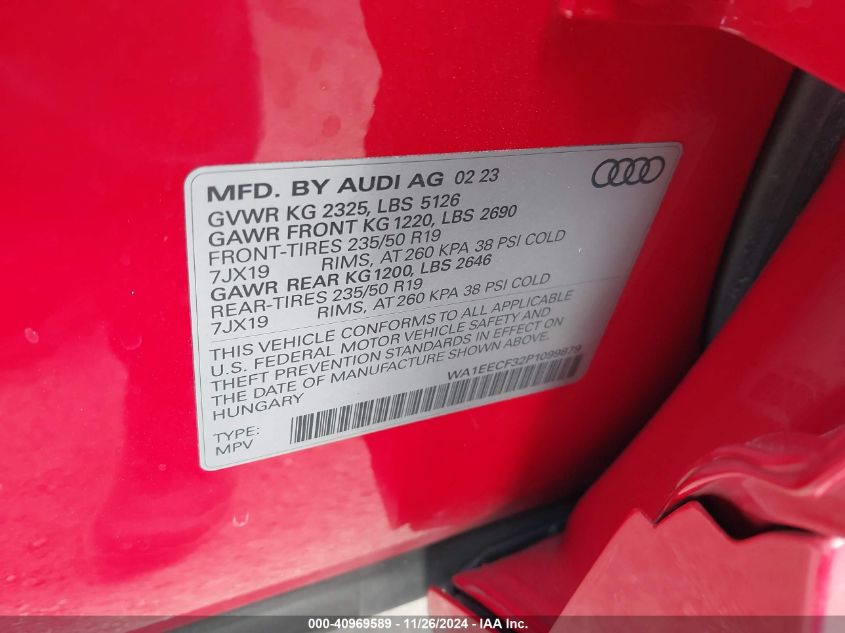 MFD. BY AUDI AG 02 23
GVWR KG 2325, LBS 5126
GAWR FRONT KG 1220, LBS 2690
FRONT-TIRES 235/50 R19
7JX19 RIMS, AT 260 KPA 38 PSI COLD
GAWR REAR KG1200, LBS 2646
REAR-TIRES 235/50 R19
7JX19 RIMS, AT 260 KPA 38 PSI COLD
THIS VEHICLE CONFORMS TO ALL APPLICABLE
U.S. FEDERAL MOTOR VEHICLE SAFETY AND
THEFT PREVENTION STANDARDS IN EFFECT ON
THE DATE OF MANUFACTURE SHOWN ABOVE.
HUNGARY WA1EECF32P1099879
TYPE:
MPV
000-40969589 - 11/26/2024 - IAA Inc.